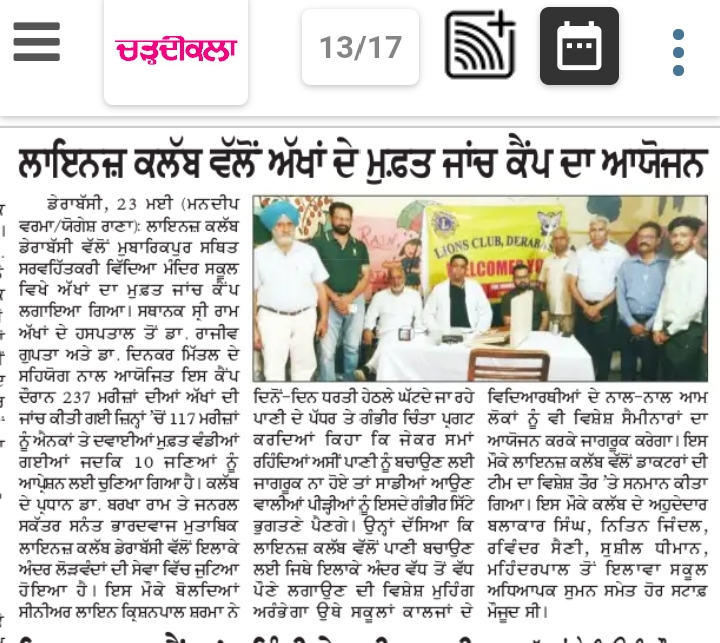 ਚੜ੍ਹਦੀਕਲਾ
13/17
ਲਾਇਨਜ਼ ਕਲੱਬ ਵੱਲੋਂ ਅੱਖਾਂ ਦੇ ਮੁਫ਼ਤ ਜਾਂਚ ਕੈਂਪ ਦਾ ਆਯੋਜਨ
ਡੇਰਾਬੱਸੀ, 23 ਮਈ (ਮਨਦੀਪ
ਵਰਮਾ/ਯੋਗੇਸ਼ ਰਾਣਾ): ਲਾਇਨਜ਼ ਕਲੱਬ
ਡੇਰਾਬੱਸੀ ਵੱਲੋਂ ਮੁਬਾਰਿਕਪੁਰ ਸਥਿਤ
ਸਰਵਹਿੱਤਕਰੀ ਵਿੱਦਿਆ ਮੰਦਿਰ ਸਕੂਲ
ਵਿਖੇ ਅੱਖਾਂ ਦਾ ਮੁਫ਼ਤ ਜਾਂਚ ਕੈਂਪ
ਲਗਾਇਆ ਗਿਆ। ਸਥਾਨਕ ਸ੍ਰੀ ਰਾਮ
ਅੱਖਾਂ ਦੇ ਹਸਪਤਾਲ ਤੋਂ ਡਾ. ਰਾਜੀਵ
ਗੁਪਤਾ ਅਤੇ ਡਾ. ਦਿਨਕਰ ਮਿੱਤਲ ਦੇ
ਸਹਿਯੋਗ ਨਾਲ ਆਯੋਜਿਤ ਇਸ ਕੈਂਪ
ਦੌਰਾਨ 237 ਮਰੀਜ਼ਾਂ ਦੀਆਂ ਅੱਖਾਂ ਦੀ
ਜਾਂਚ ਕੀਤੀ ਗਈ ਜ਼ਿਨ੍ਹਾਂ 'ਚੋਂ 117 ਮਰੀਜ਼ਾਂ
ਨੂੰ ਐਨਕਾਂ ਤੇ ਦਵਾਈਆਂ ਮੁਫ਼ਤ ਵੰਡੀਆਂ
ਗਈਆਂ ਜਦਕਿ 10 ਜਣਿਆਂ ਨੂੰ
ਆਪ੍ਰੇਸ਼ਨ ਲਈ ਚੁਣਿਆ ਗਿਆ ਹੈ। ਕਲੱਬ
ਦੇ ਪ੍ਰਧਾਨ ਡਾ. ਬਰਖਾ ਰਾਮ ਤੇ ਜਨਰਲ
ਸਕੱਤਰ ਸਨੰਤ ਭਾਰਦਵਾਜ ਮੁਤਾਬਿਕ
ਲਾਇਨਜ਼ ਕਲੱਬ ਡੇਰਾਬੱਸੀ ਵੱਲੋਂ ਇਲਾਕੇ
ਅੰਦਰ ਲੋੜਵੰਦਾਂ ਦੀ ਸੇਵਾ ਵਿੱਚ ਜੁਟਿਆ
ਹੋਇਆ ਹੈ। ਇਸ ਮੌਕੇ ਬੋਲਦਿਆਂ
ਸੀਨੀਅਰ ਲਾਇਨ ਕ੍ਰਿਸ਼ਨਪਾਲ ਸ਼ਰਮਾ ਨੇ
LIONS CLUB, DERABAS
WELCOMES YO
ਦਿਨੋਂ-ਦਿਨ ਧਰਤੀ ਹੇਠਲੇ ਘੱਟਦੇ ਜਾ ਰਹੇ
ਪਾਣੀ ਦੇ ਪੱਧਰ ਤੇ ਗੰਭੀਰ ਚਿੰਤਾ ਪ੍ਰਗਟ
ਕਰਦਿਆਂ ਕਿਹਾ ਕਿ ਜੇਕਰ ਸਮਾਂ
ਰਹਿੰਦਿਆਂ ਅਸੀਂ ਪਾਣੀ ਨੂੰ ਬਚਾਉਣ ਲਈ
ਜਾਗਰੂਕ ਨਾ ਹੋਏ ਤਾਂ ਸਾਡੀਆਂ ਆਉਣ
ਵਾਲੀਆਂ ਪੀੜ੍ਹੀਆਂ ਨੂੰ ਇਸਦੇ ਗੰਭੀਰ ਸਿੱਟੇ
ਭੁਗਤਣੇ ਪੈਣਗੇ। ਉਨ੍ਹਾਂ ਦੱਸਿਆ ਕਿ
ਲਾਇਨਜ਼ ਕਲੱਬ ਵੱਲੋਂ ਪਾਣੀ ਬਚਾਉਣ
ਲਈ ਜਿਥੇ ਇਲਾਕੇ ਅੰਦਰ ਵੱਧ ਤੋਂ ਵੱਧ
ਪੌਣੇ ਲਗਾਉਣ ਦੀ ਵਿਸ਼ੇਸ਼ ਮੁਹਿੰਗ
ਅਰੰਭੇਗਾ ਉਥੇ ਸਕੂਲਾਂ ਕਾਲਜਾਂ ਦੇ
ਵਿਦਿਆਰਥੀਆਂ ਦੇ ਨਾਲ-ਨਾਲ ਆਮ
ਲੋਕਾਂ ਨੂੰ ਵੀ ਵਿਸ਼ੇਸ਼ ਸੈਮੀਨਾਰਾਂ ਦਾ
ਆਯੋਜਨ ਕਰਕੇ ਜਾਗਰੂਕ ਕਰੇਗਾ। ਇਸ
ਮੌਕੇ ਲਾਇਨਜ਼ ਕਲੱਬ ਵੱਲੋਂ ਡਾਕਟਰਾਂ ਦੀ
ਟੀਮ ਦਾ ਵਿਸ਼ੇਸ਼ ਤੌਰ 'ਤੇ ਸਨਮਾਨ ਕੀਤਾ
ਗਿਆ। ਇਸ ਮੌਕੇ ਕਲੱਬ ਦੇ ਅਹੁਦੇਦਾਰ
ਬਲਾਕਾਰ ਸਿੰਘ, ਨਿਤਿਨ ਜਿੰਦਲ,
ਰਵਿੰਦਰ ਸੈਣੀ, ਸੁਸ਼ੀਲ ਧੀਮਾਨ,
ਮਹਿੰਦਰਪਾਲ ਤੋਂ ਇਲਾਵਾ ਸਕੂਲ
ਅਧਿਆਪਕ ਸੁਮਨ ਸਮੇਤ ਹੋਰ ਸਟਾਫ਼
ਮੌਜੂਦ ਸੀ।